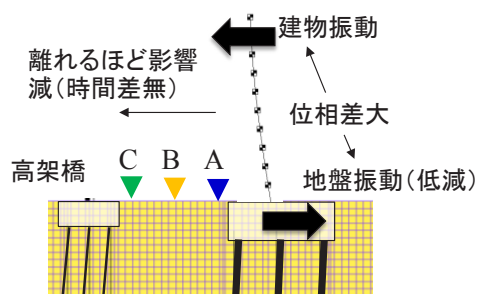 建物振動
離れるほど影響
減(時間差無)
位相差大
C B A
高架橋
地盤振動(低減)